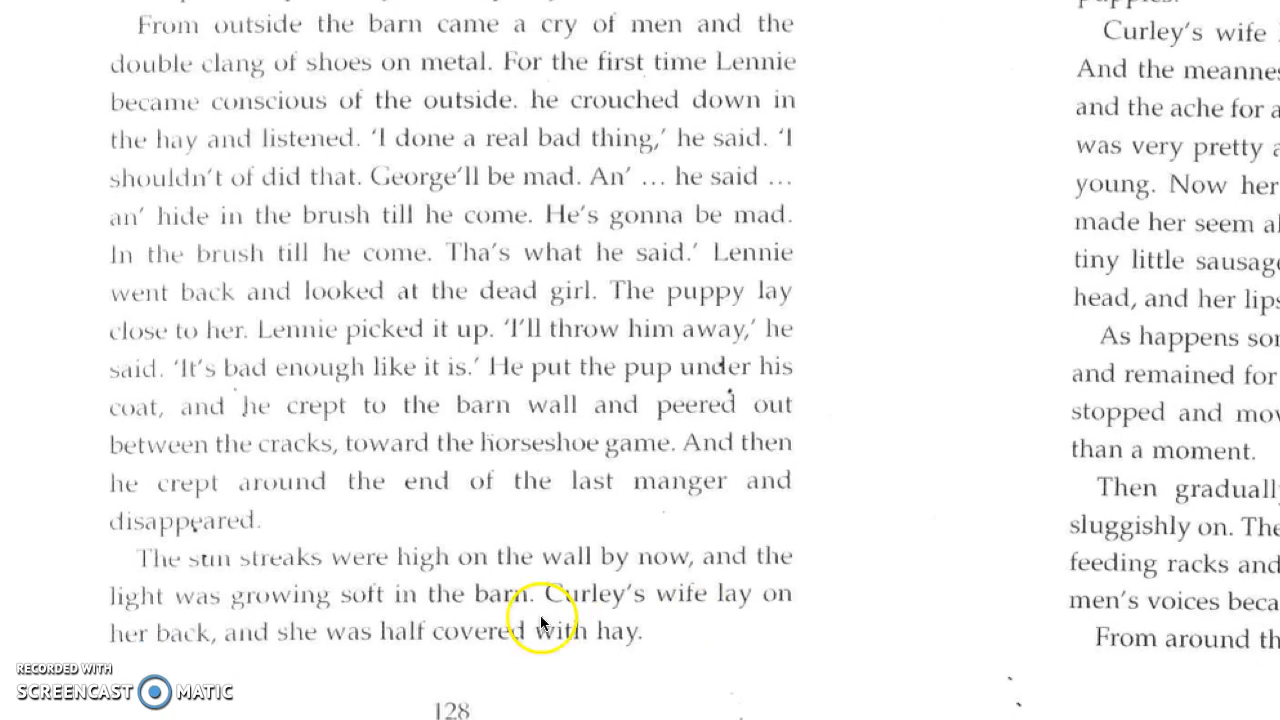 From outside the barn came a cry of men and the
double clang of shoes on metal. For the first time Lennie
became conscious of the outside. he crouched down in
the hay and listened. 'I done a real bad thing,' he said. 'I
shouldn't of did that. George'll be mad. An' ... he said ...
an' hide in the brush till he come. He's gonna be mad.
In the brush till he come. Tha's what he said.' Lennie
went back and looked at the dead girl. The puppy lay
close to her. Lennie picked it up. 'I'll throw him away,' he
said. 'It's bad enough like it is.' He put the pup under his
coat, and he crept to the barn wall and peered out
between the cracks, toward the horseshoe game. And then
he crept around the end of the last manger and
disappeared.
The sun streaks were high on the wall by now, and the
light was growing soft in the barn. Curley's wife lay on
her back, and she was half covered with hay.
128
Curley's wife
And the
and the ache for a
was very pretty
young. Now her
made her seem
tiny little
head, and her
As happens
and remained for
stopped and
than a moment.
Then
sluggishly on.
feeding racks and
men's voices
From around
RECORDED WITH
SCREENCAST MATIC